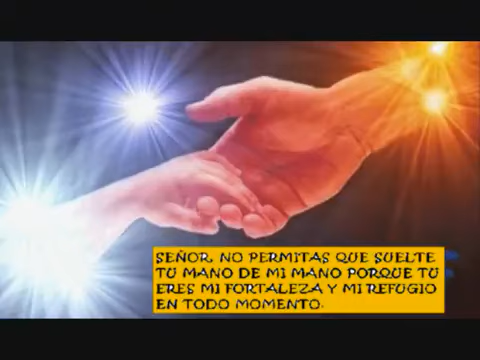 SEÑOR, NO PERMITAS QUE SUELTE
TU MANO DE MI MANO PORQUE TU
ERES MI FORTALEZA Y MI REFUGIO
EN TODO MOMENTO.